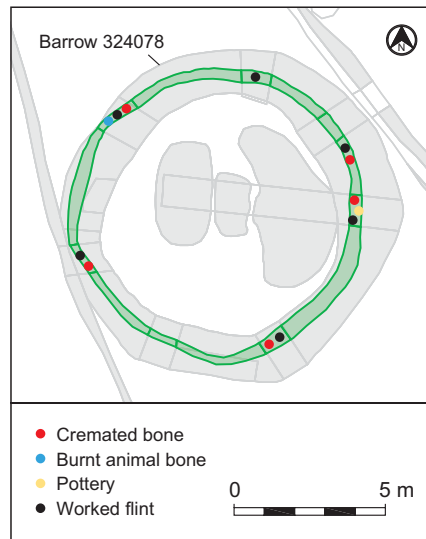 Barrow 324078
N
Cremated bone
Burnt animal bone
Pottery
Worked flint
0 5 m